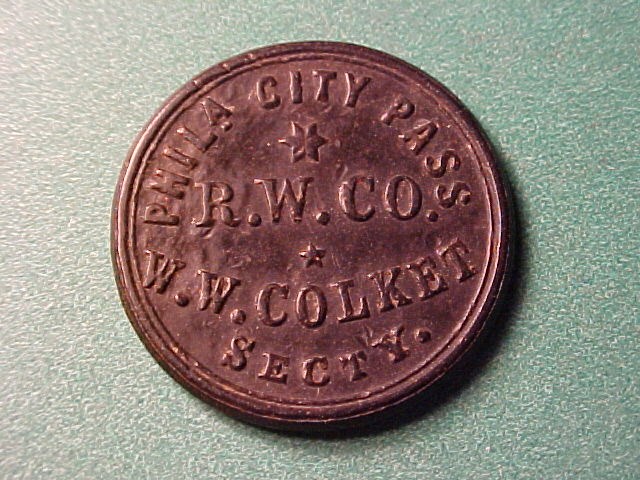 PHILA CITY PASS
R.W.CO.
W.W.COLKET
SECTY.